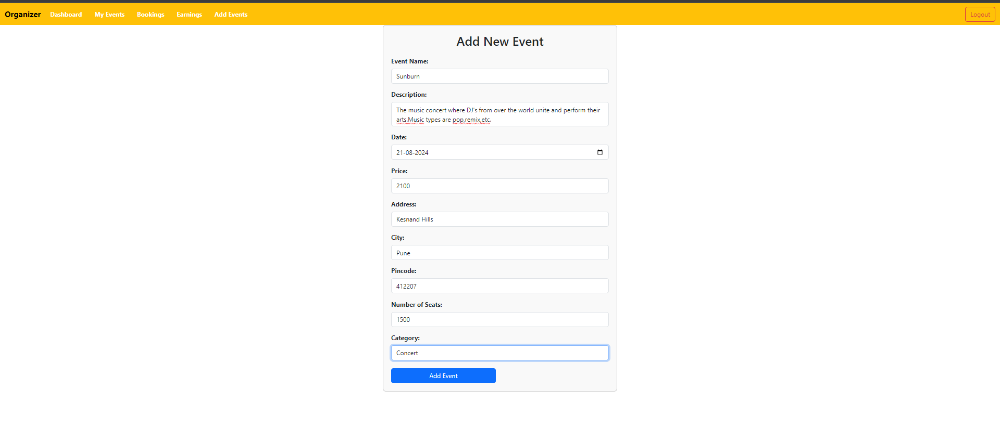 Organizer Dashboard My Events Bookings Earnings Add Events Logout
Add New Event
Event Name:
Sunburn
Description:
The music concert where DJ's from over the world unite and perform their
arts.Music types are pop,remix,etc.
Date:
21-08-2024
Price:
2100
Address:
Kesnand Hills
City:
Pune
Pincode:
412207
Number of Seats:
1500
Category:
Concert
Add Event